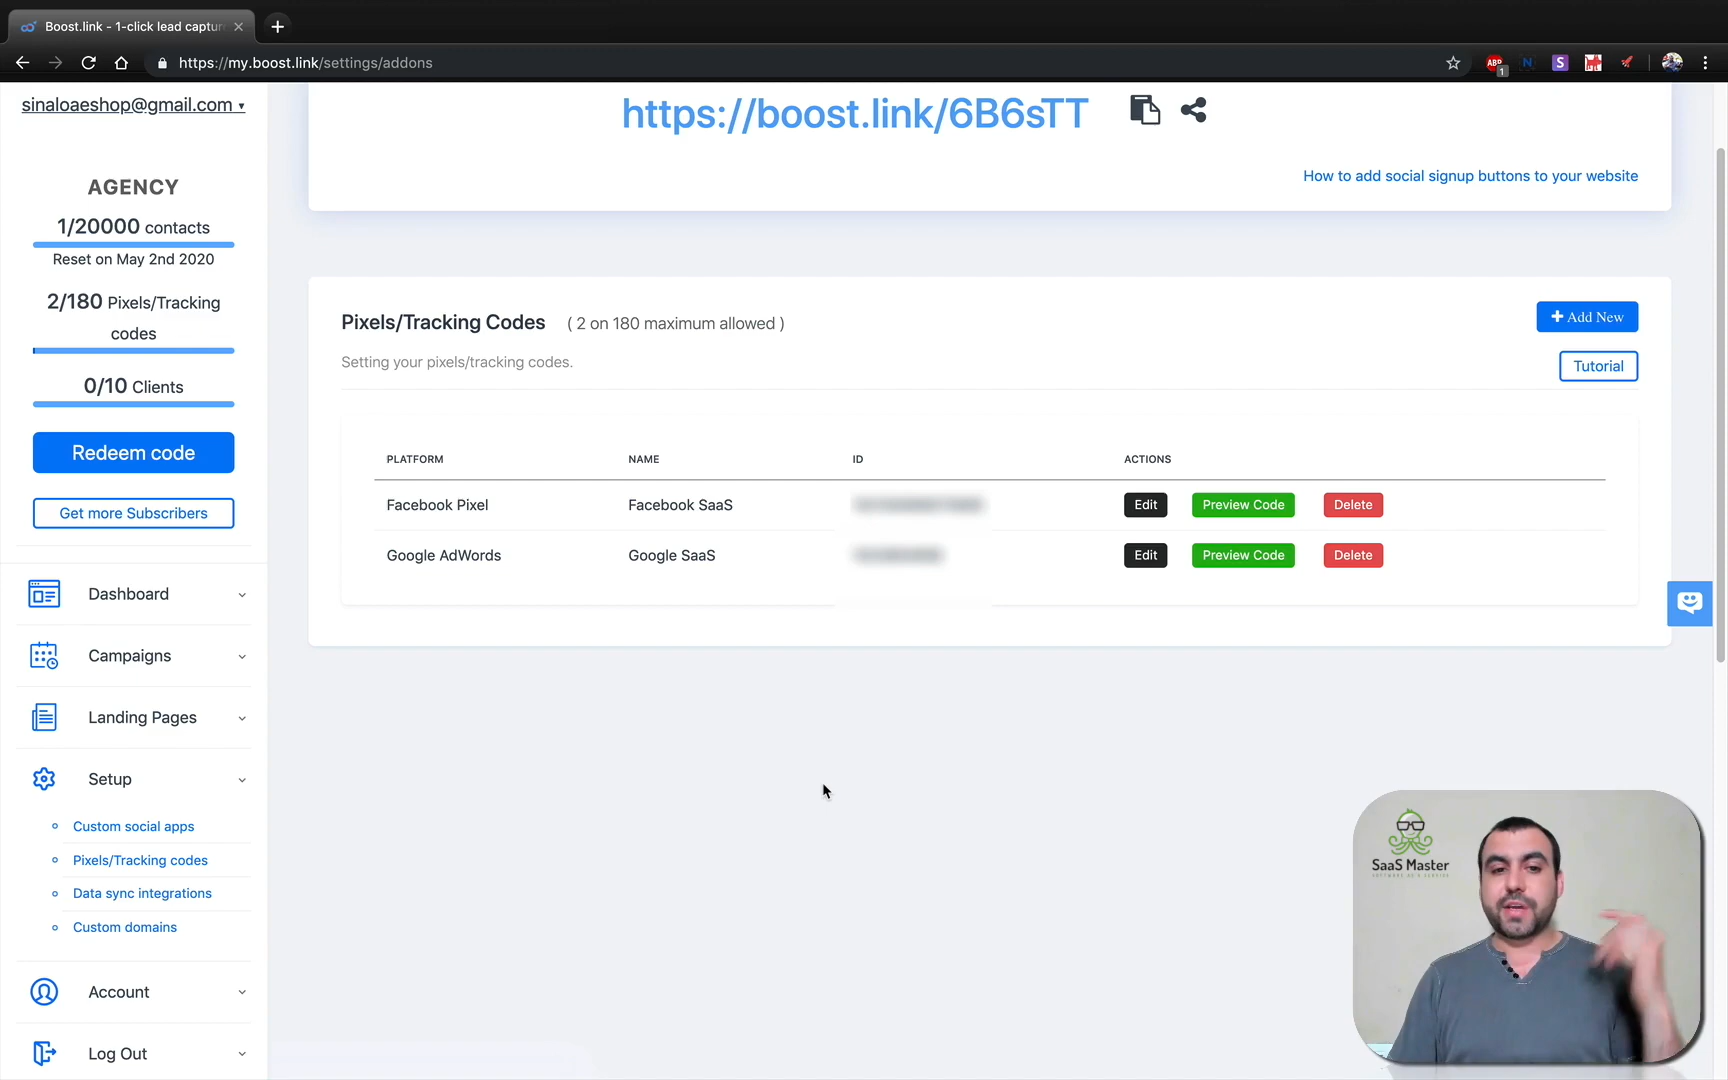 Boost.link - 1-click lead captur
https://my.boost.link/settings/addons
ABP
1
N
S
sinaloaeshop@gmail.com
https://boost.link/6B6sTT
How to add social signup buttons to your website
AGENCY
1/20000 contacts
Reset on May 2nd 2020
2/180 Pixels/Tracking
codes
0/10 Clients
Redeem code
Get more Subscribers
Dashboard
Campaigns
Landing Pages
Setup
Custom social apps
Pixels/Tracking codes
Data sync integrations
Custom domains
Account
Log Out
Pixels/Tracking Codes ( 2 on 180 maximum allowed )
+ Add New
Setting your pixels/tracking codes.
Tutorial
PLATFORM NAME ID ACTIONS
Facebook Pixel Facebook SaaS Edit Preview Code Delete
Google AdWords Google SaaS Edit Preview Code Delete
SaaS Master
SOFTWARE AS A SERVICE